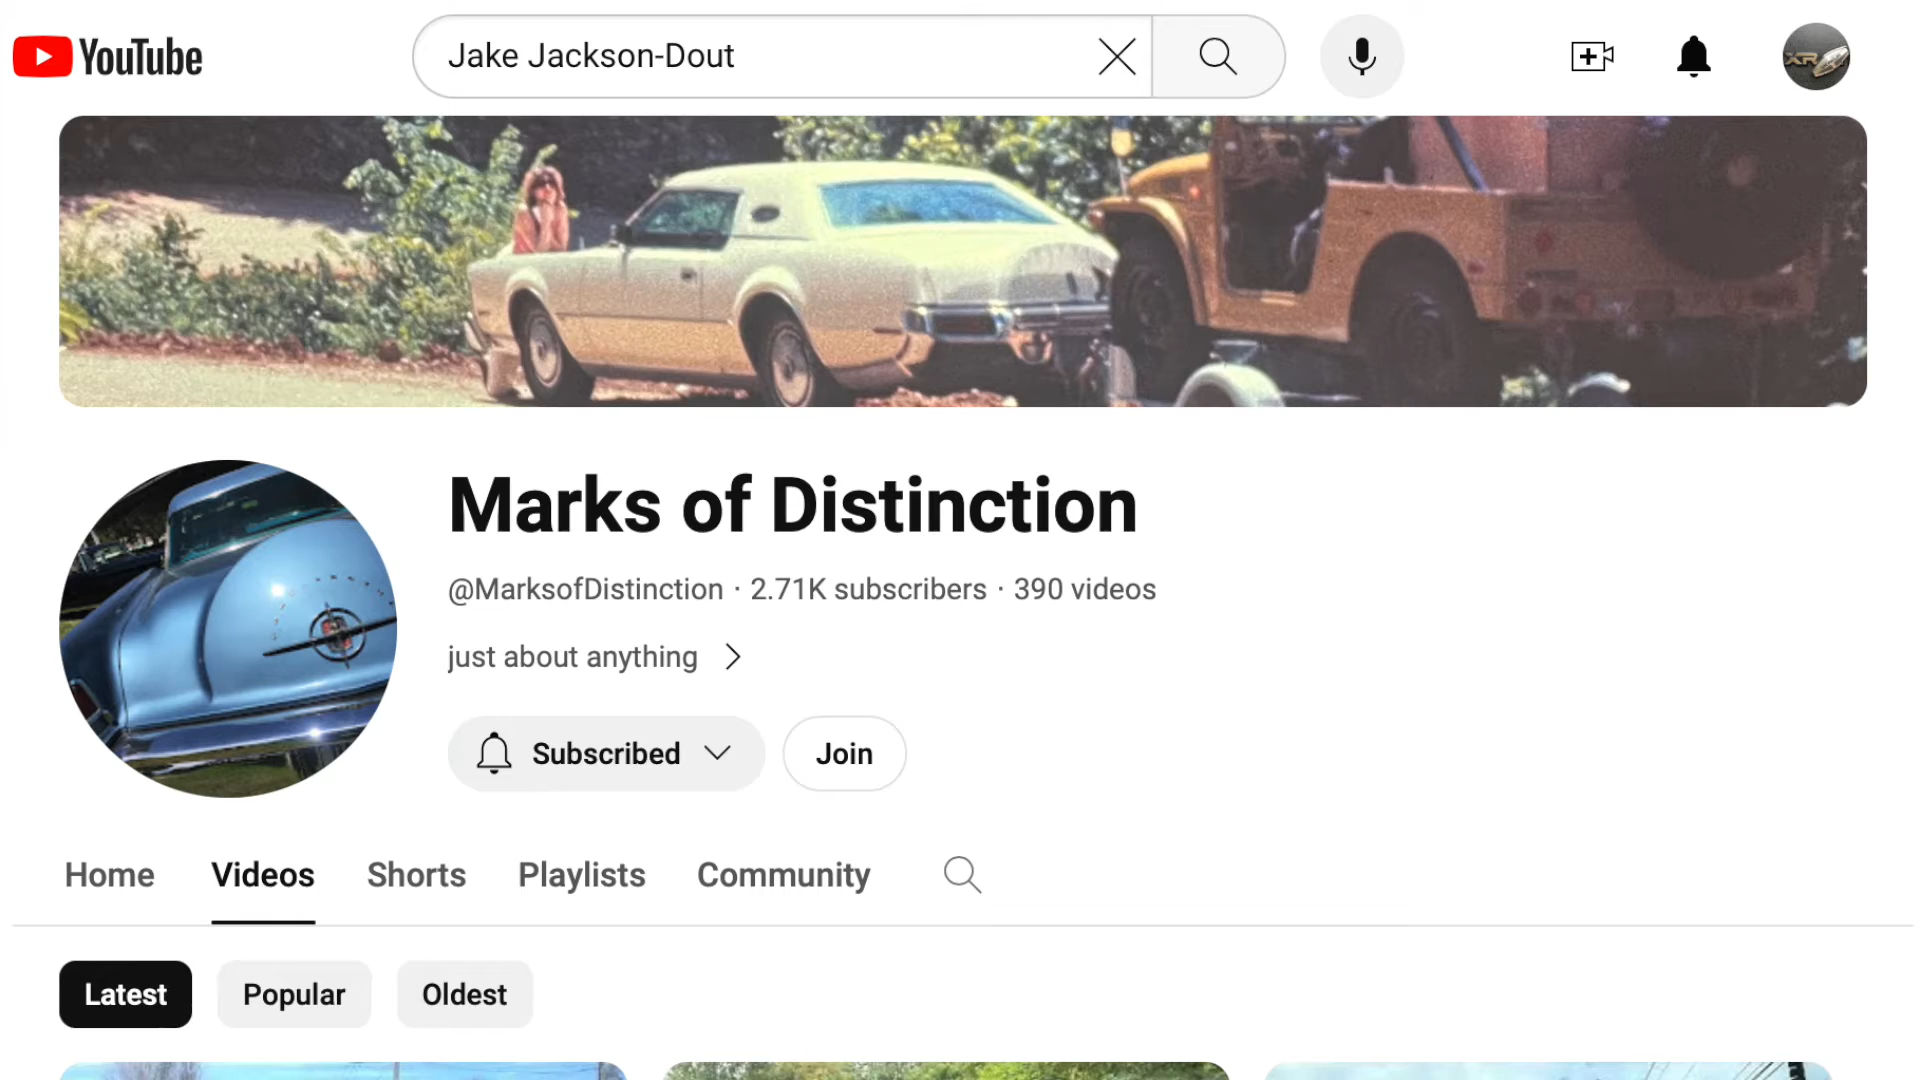 YouTube
Jake Jackson-Dout
XR
Marks of Distinction
@MarksofDistinction · 2.71K subscribers · 390 videos
just about anything
Subscribed
Join
Home Videos Shorts Playlists Community
Latest Popular Oldest